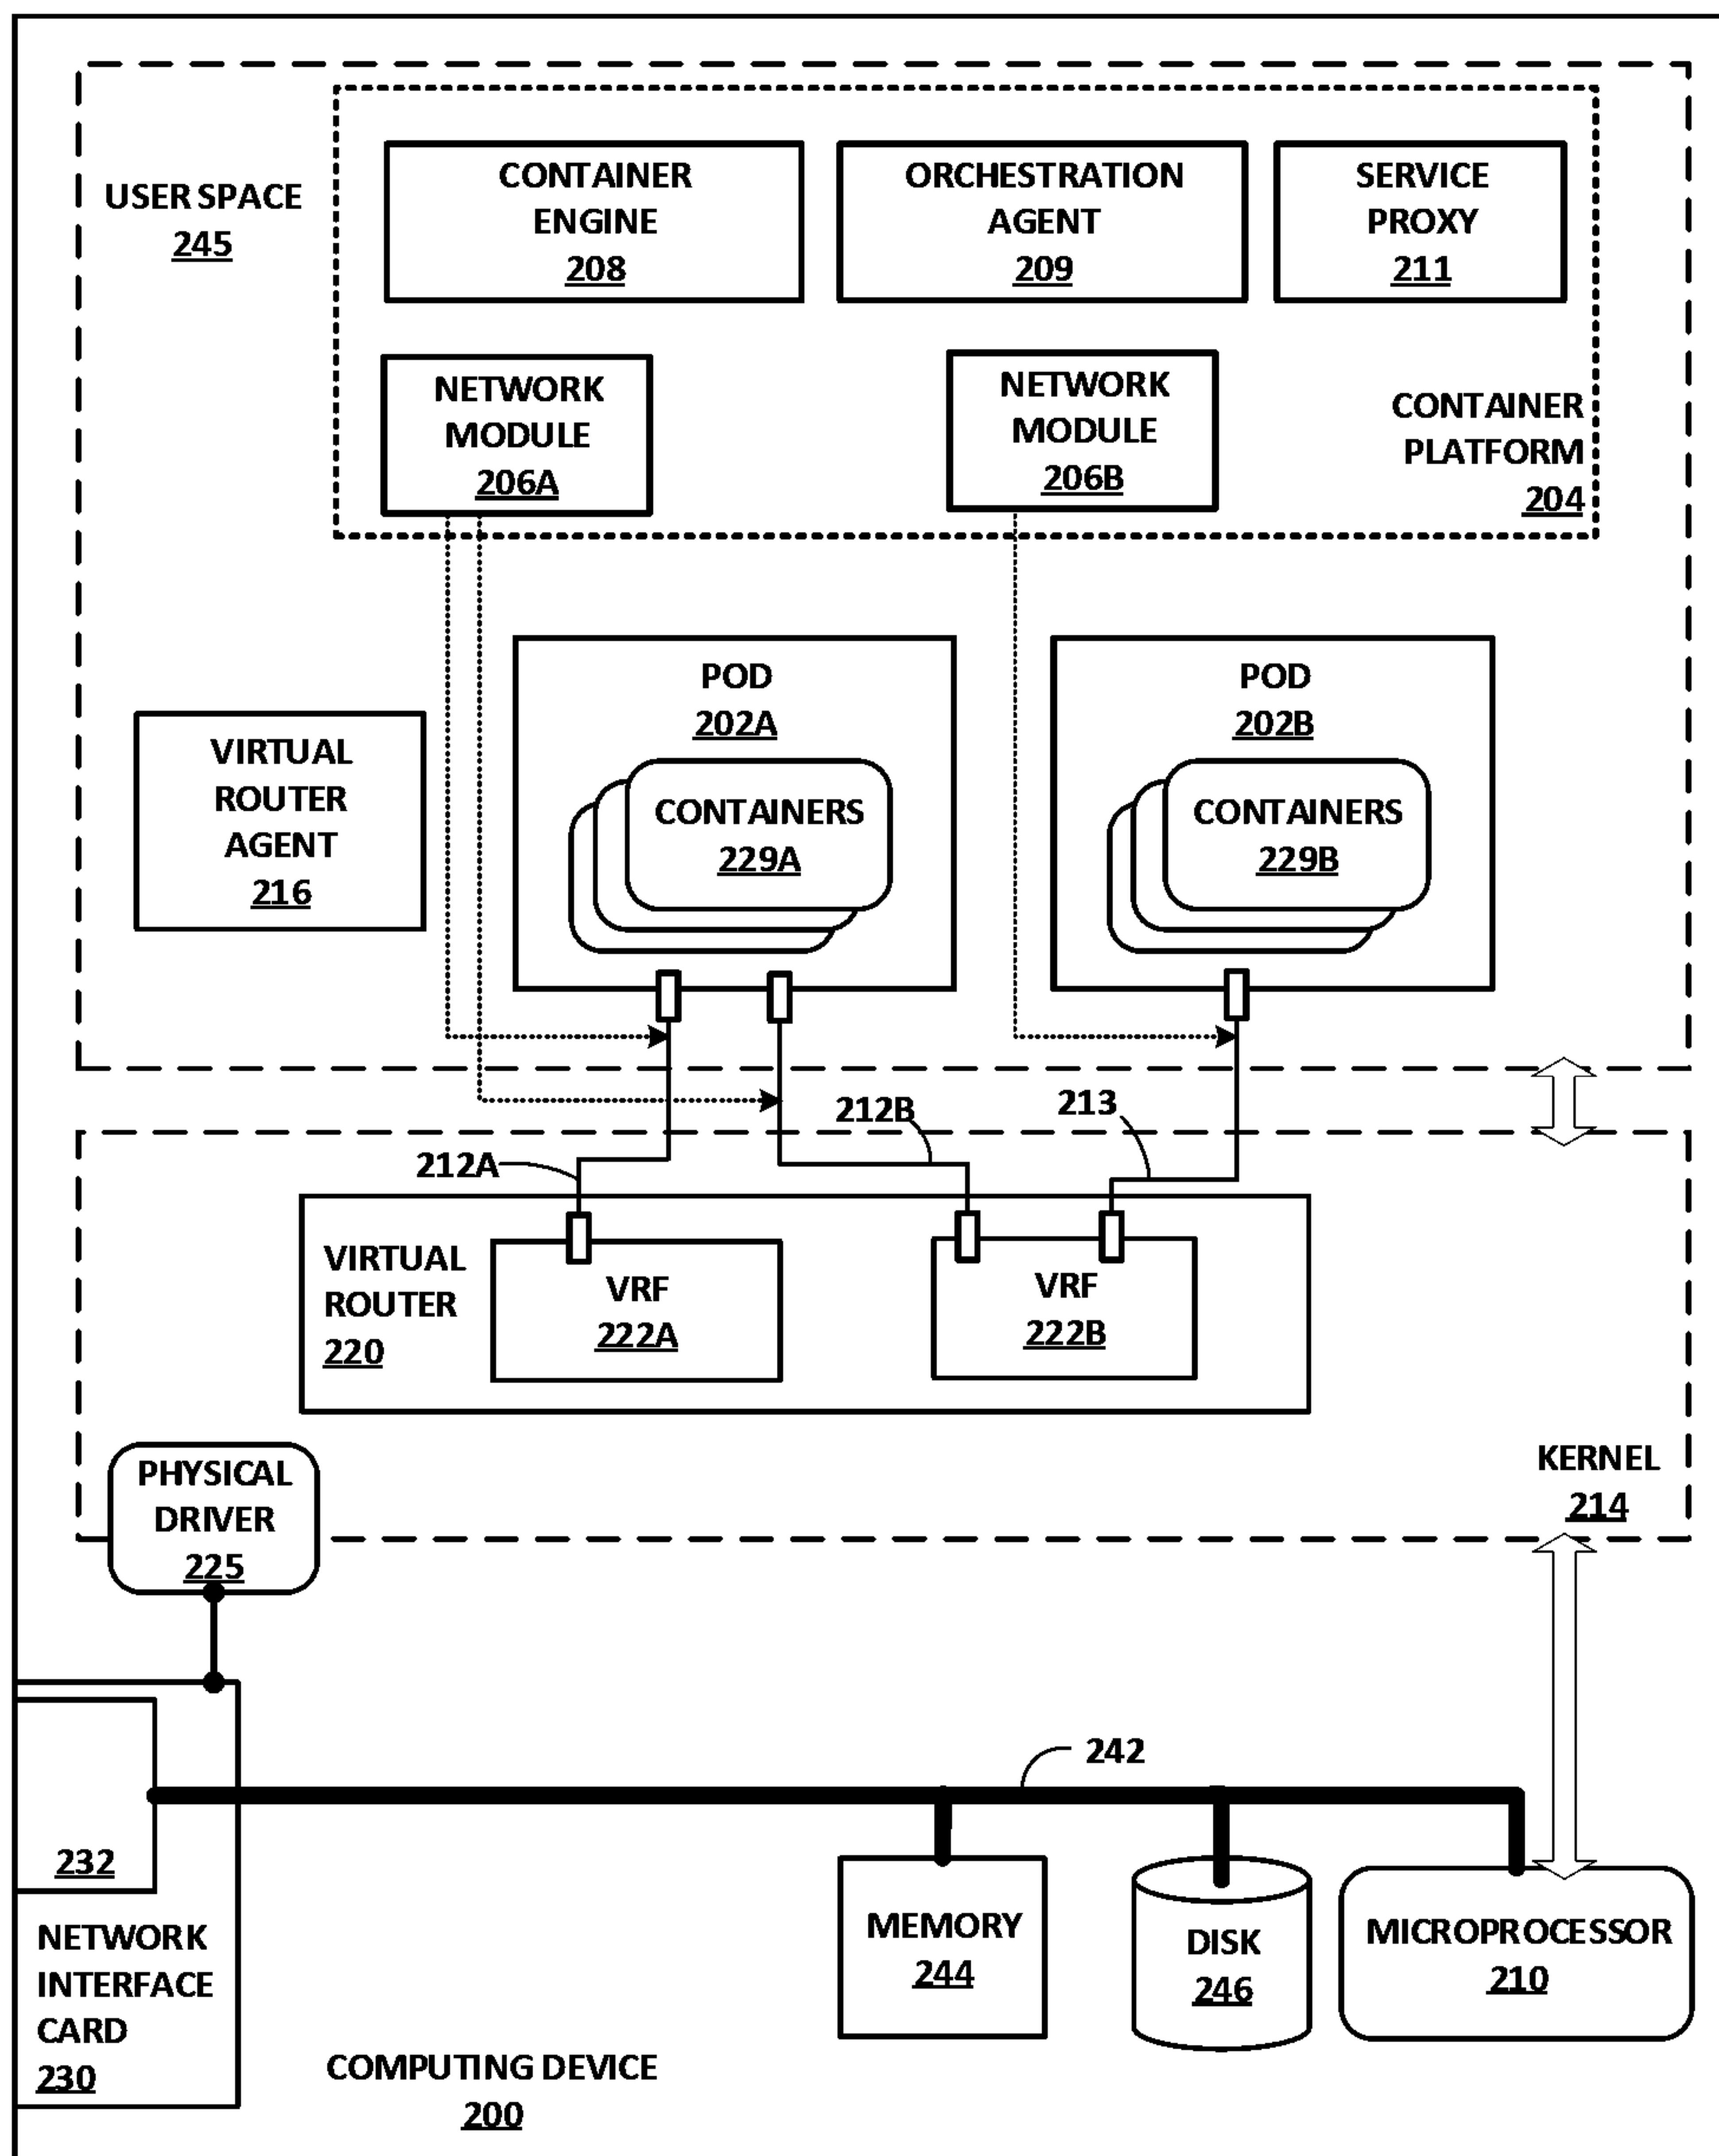 USER SPACE
245
CONTAINER
ENGINE
208
ORCHESTRATION
AGENT
209
SERVICE
PROXY
211
NETWORK
MODULE
206A
NETWORK
MODULE
206B
CONTAINER
PLATFORM
204
POD
202A
CONTAINERS
229A
POD
202B
CONTAINERS
229B
VIRTUAL
ROUTER
AGENT
216
212A
212B
213
VIRTUAL
ROUTER
220
VRF
222A
VRF
222B
KERNEL
214
PHYSICAL
DRIVER
225
242
232
NETWORK
INTERFACE
CARD
230
MEMORY
244
DISK
246
MICROPROCESSOR
210
COMPUTING DEVICE
200